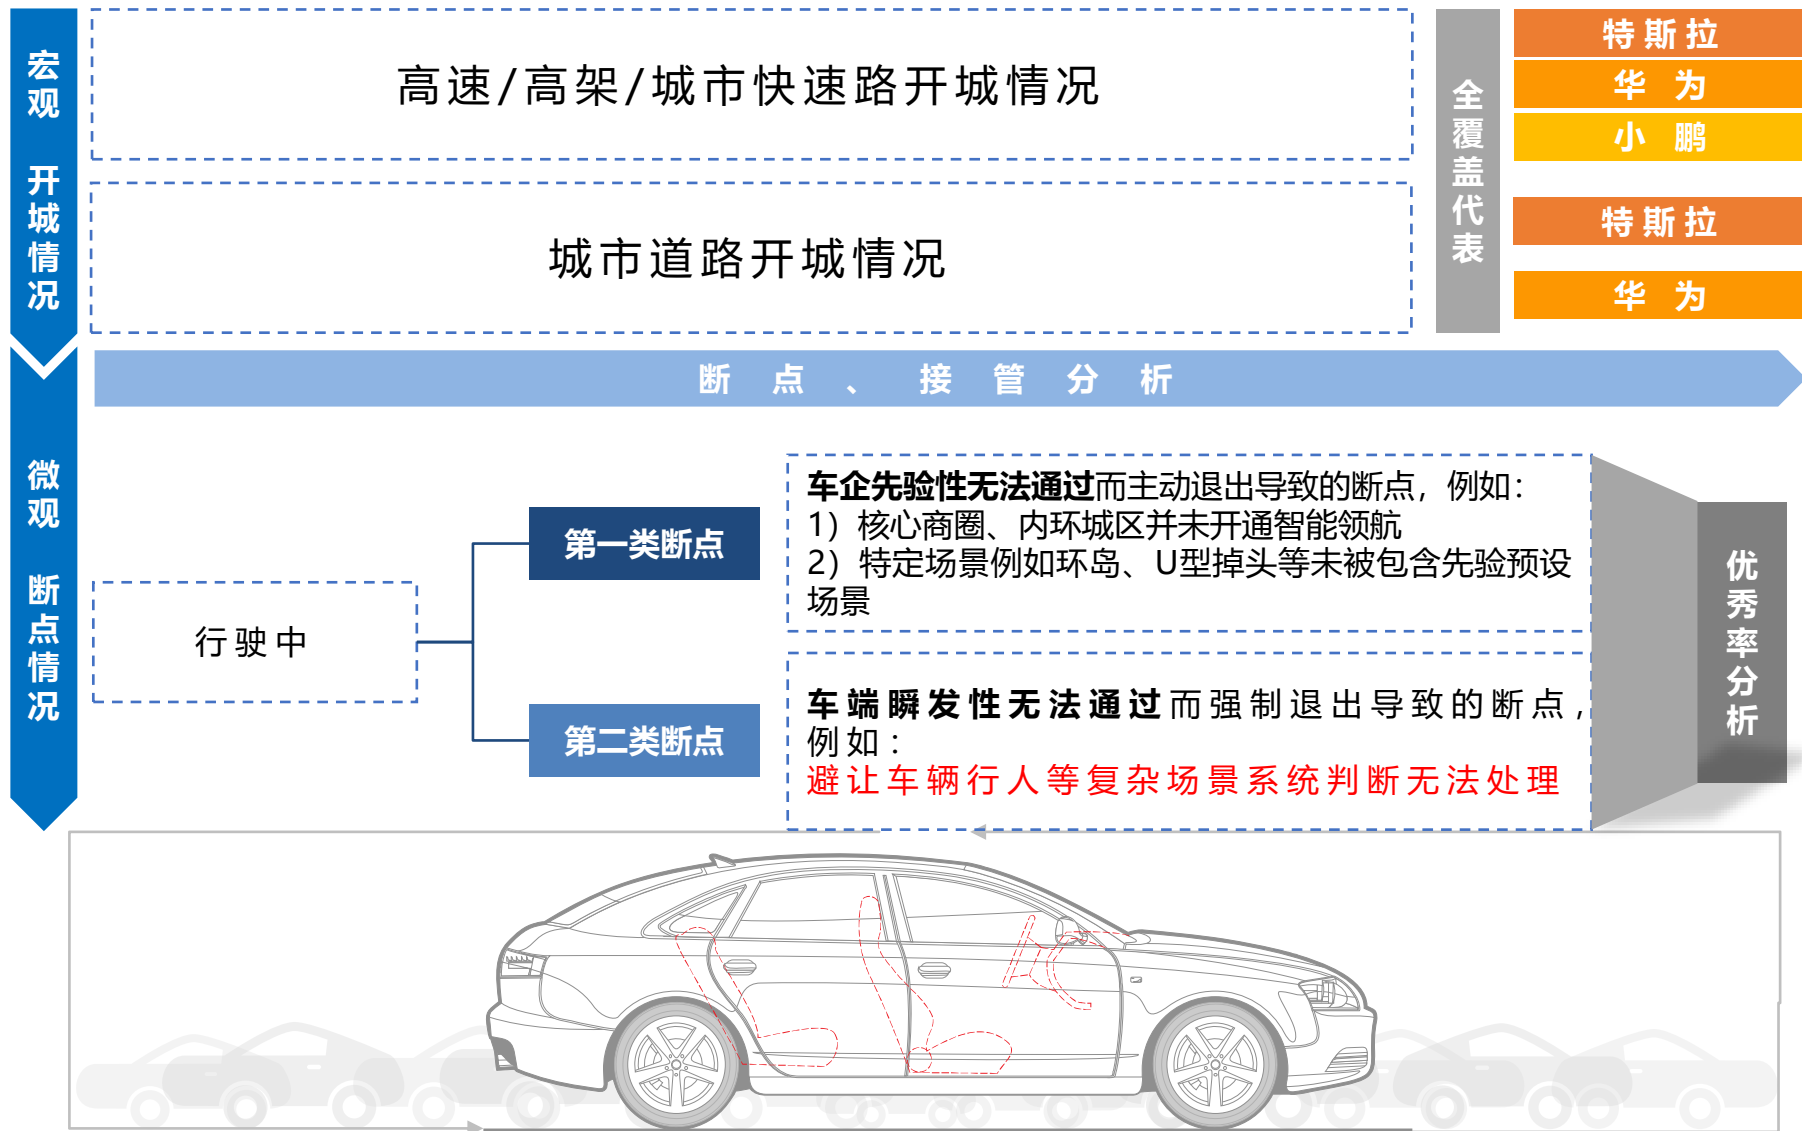 宏观 开城情况
高速/高架/城市快速路开城情况
城市道路开城情况
全覆盖代表
特斯拉
华为
小鹏
特斯拉
华为
断点、接管分析
微观 断点情况
行驶中
第一类断点
车企先验性无法通过而主动退出导致的断点，例如：
1）核心商圈、内环城区并未开通智能领航
2）特定场景例如环岛、U型掉头等未被包含先验预设
场景
第二类断点
车端瞬发性无法通过而强制退出导致的断点，
例如：
避让车辆行人等复杂场景系统判断无法处理
优秀率分析